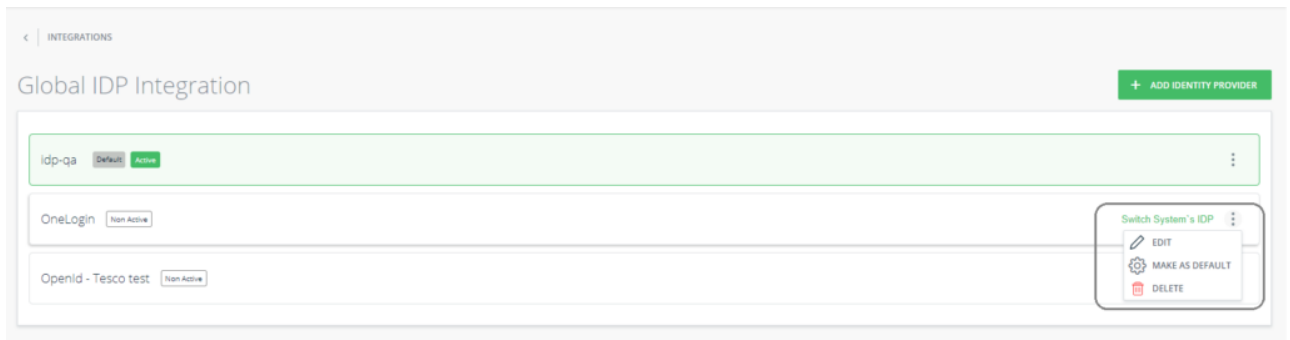 INTEGRATIONS
Global IDP Integration
+ ADD IDENTITY PROVIDER
idp-qa Default Active
OneLogin Non Active Switch System's IDP
EDIT
MAKE AS DEFAULT
OpenId - Tesco test Non Active
DELETE